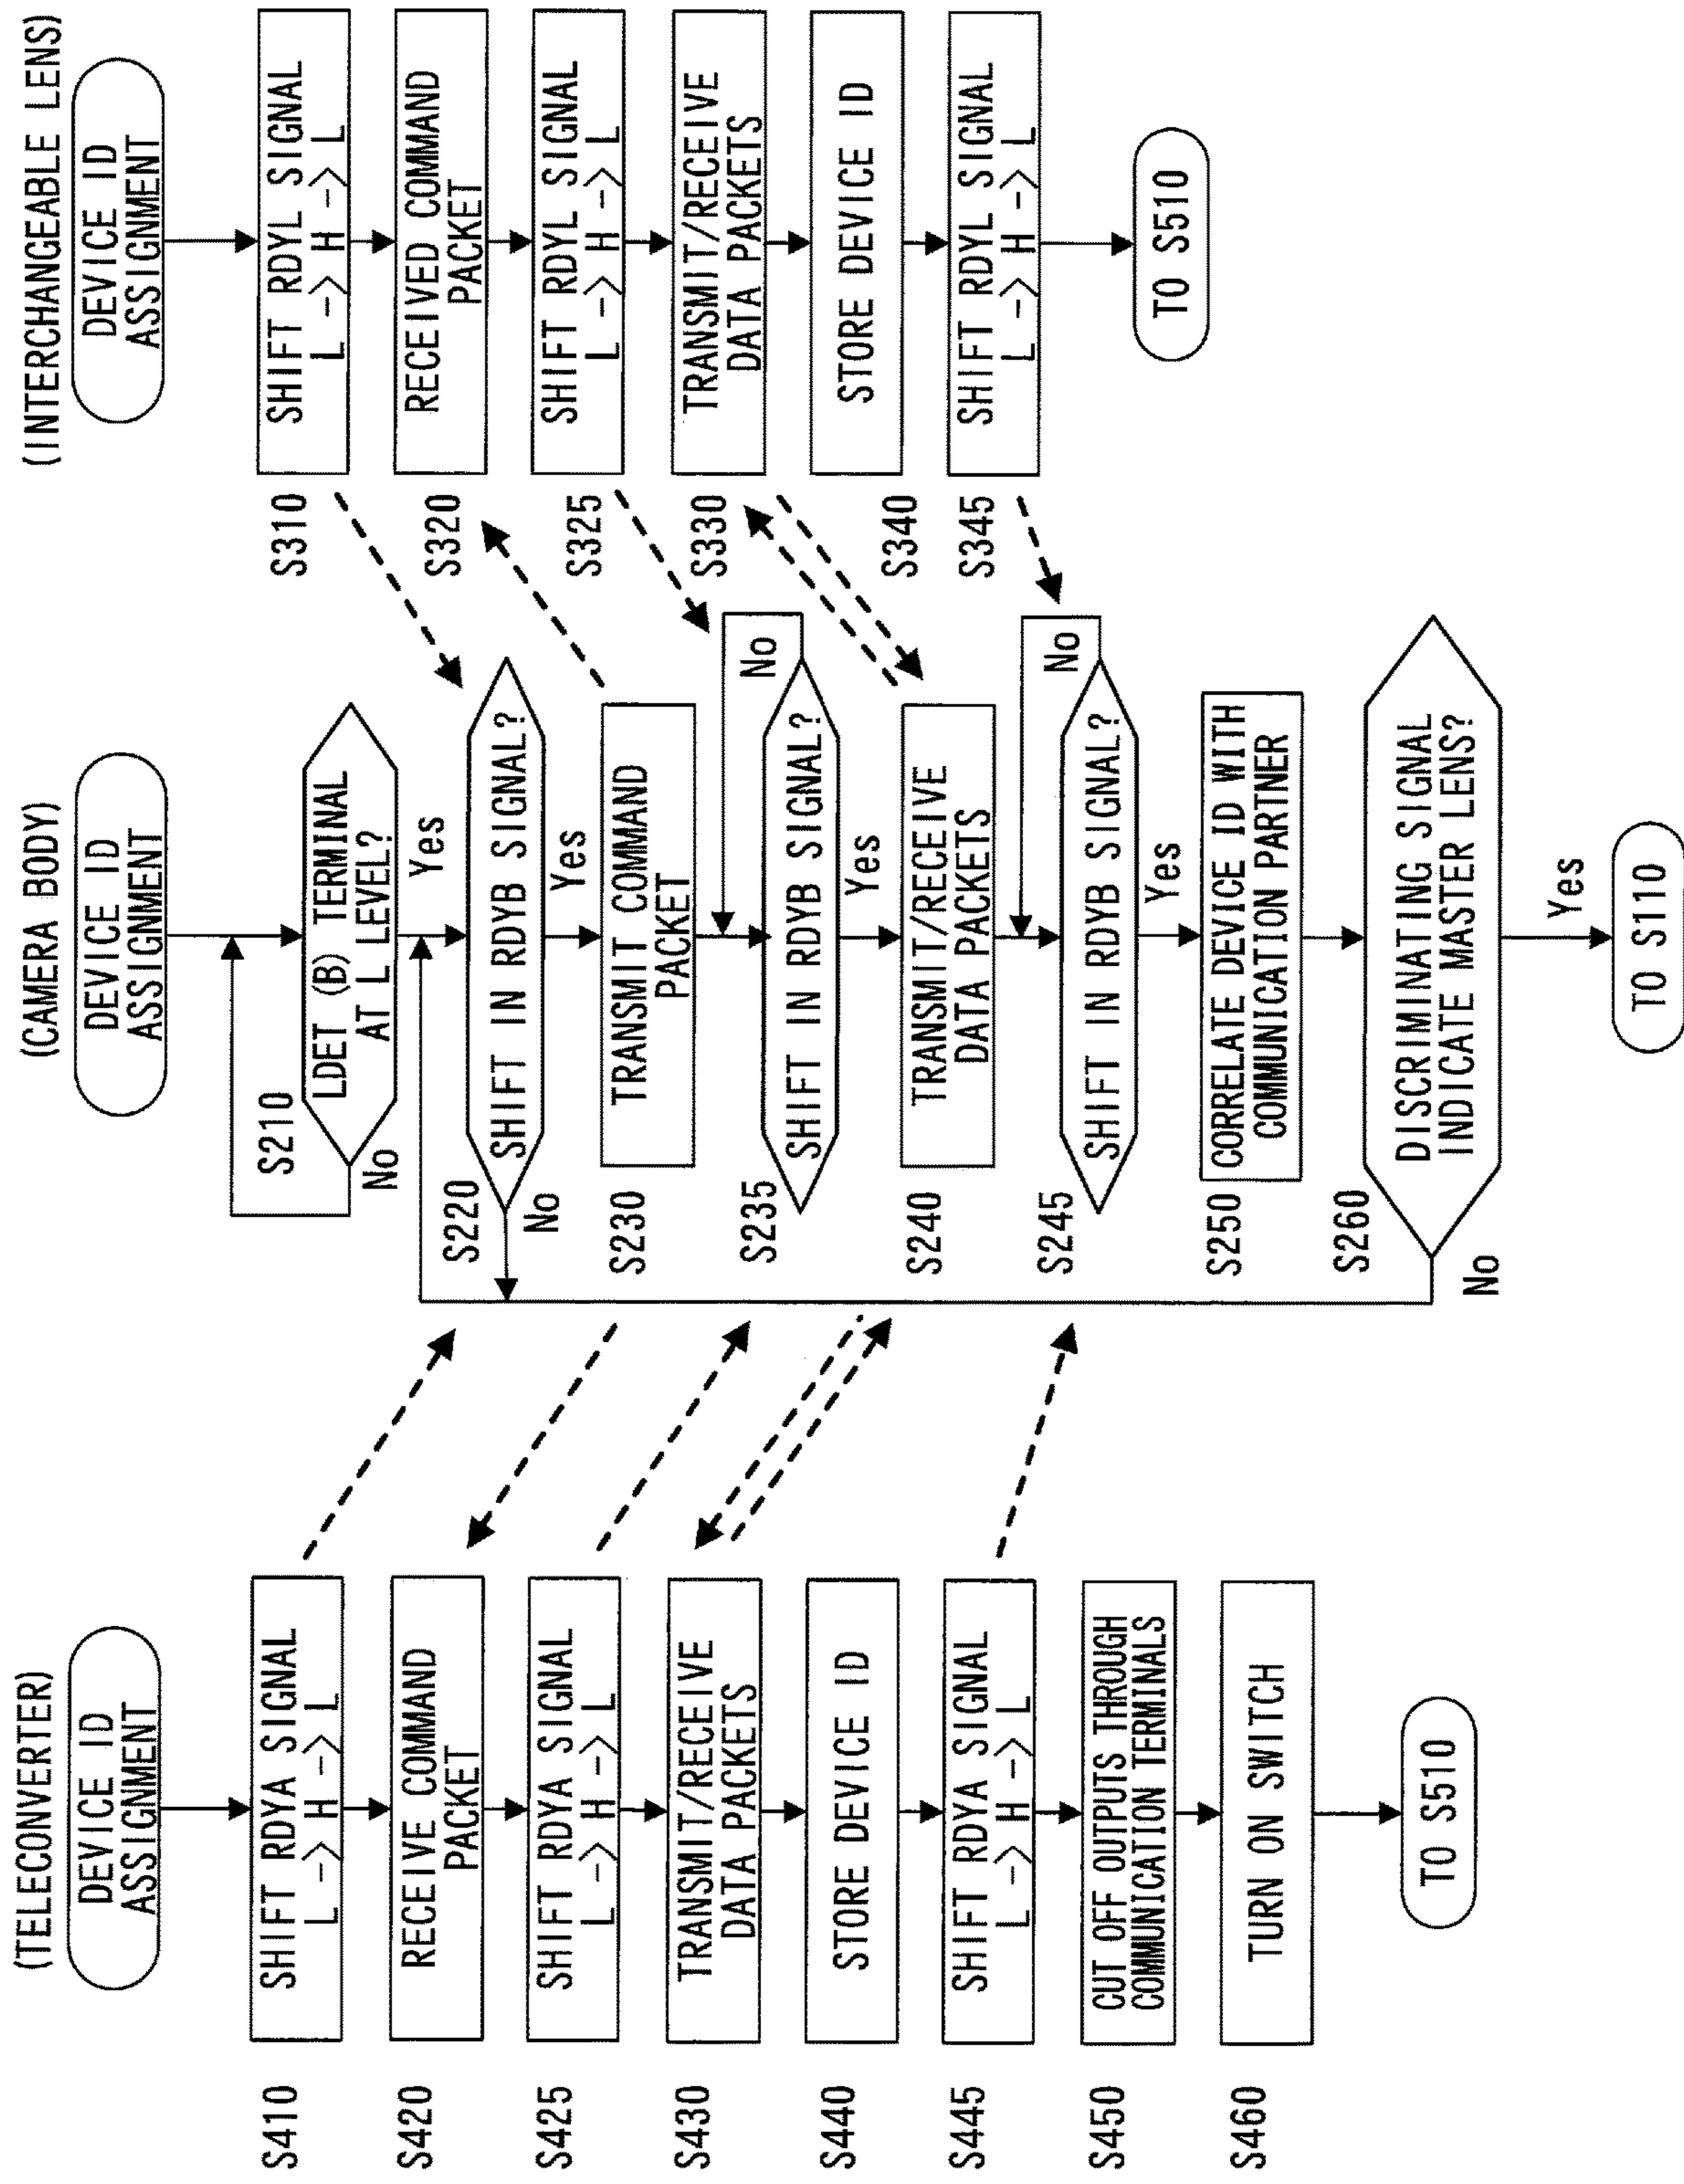 (TELECONVERTER)
DEVICE ID
ASSIGNMENT
S410
SHIFT RDYA SIGNAL
L->H->L
S420
RECEIVE COMMAND
PACKET
S425
SHIFT RDYA SIGNAL
L->H->L
S430
TRANSMIT/RECEIVE
DATA PACKETS
S440
STORE DEVICE ID
S445
SHIFT RDYA SIGNAL
L->H->L
S450
CUT OFF OUTPUTS THROUGH
COMMUNICATION TERMINALS
S460
TURN ON SWITCH
TO S510
(CAMERA BODY)
DEVICE ID
ASSIGNMENT
S210
LDET (B) TERMINAL
AT L LEVEL?
No
Yes
S220
SHIFT IN RDYB SIGNAL?
No
Yes
S230
TRANSMIT COMMAND
PACKET
S235
SHIFT IN RDYB SIGNAL?
No
Yes
S240
TRANSMIT/RECEIVE
DATA PACKETS
S245
SHIFT IN RDYB SIGNAL?
No
Yes
S250
CORRELATE DEVICE ID WITH
COMMUNICATION PARTNER
S260
DISCRIMINATING SIGNAL
INDICATE MASTER LENS?
No
Yes
TO S110
(INTERCHANGEABLE LENS)
DEVICE ID
ASSIGNMENT
S310
SHIFT RDYL SIGNAL
L->H->L
S320
RECEIVED COMMAND
PACKET
S325
SHIFT RDYL SIGNAL
L->H->L
S330
TRANSMIT/RECEIVE
DATA PACKETS
S340
STORE DEVICE ID
S345
SHIFT RDYL SIGNAL
L->H->L
TO S510